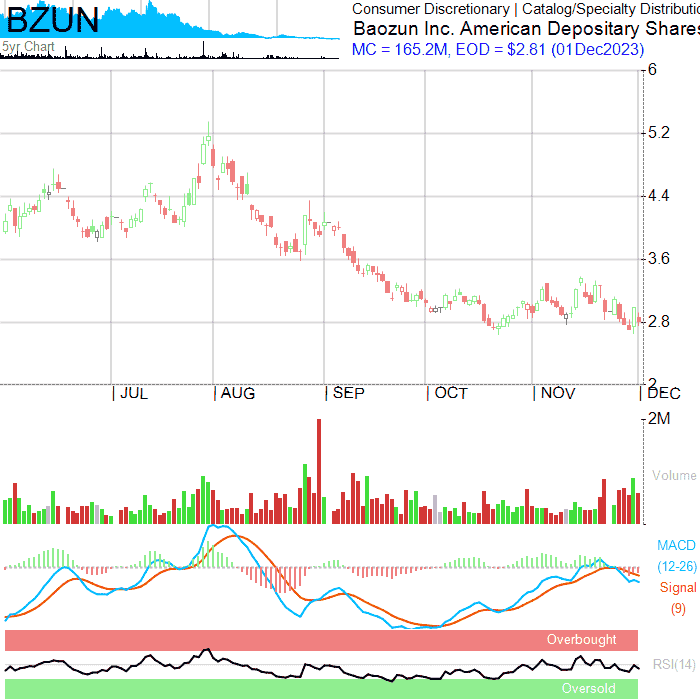 BZUN
5yr Chart
Consumer Discretionary | Catalog/Specialty Distributio
Baozun Inc. American Depositary Shares
MC = 165.2M, EOD = $2.81 (01Dec2023)
6
5.2
4.4
3.6
2.8
2
JUL
AUG
SEP
OCT
NOV
DEC
2M
Volume
MACD
(12-26)
Signal
(9)
Overbought
RSI(14)
Oversold